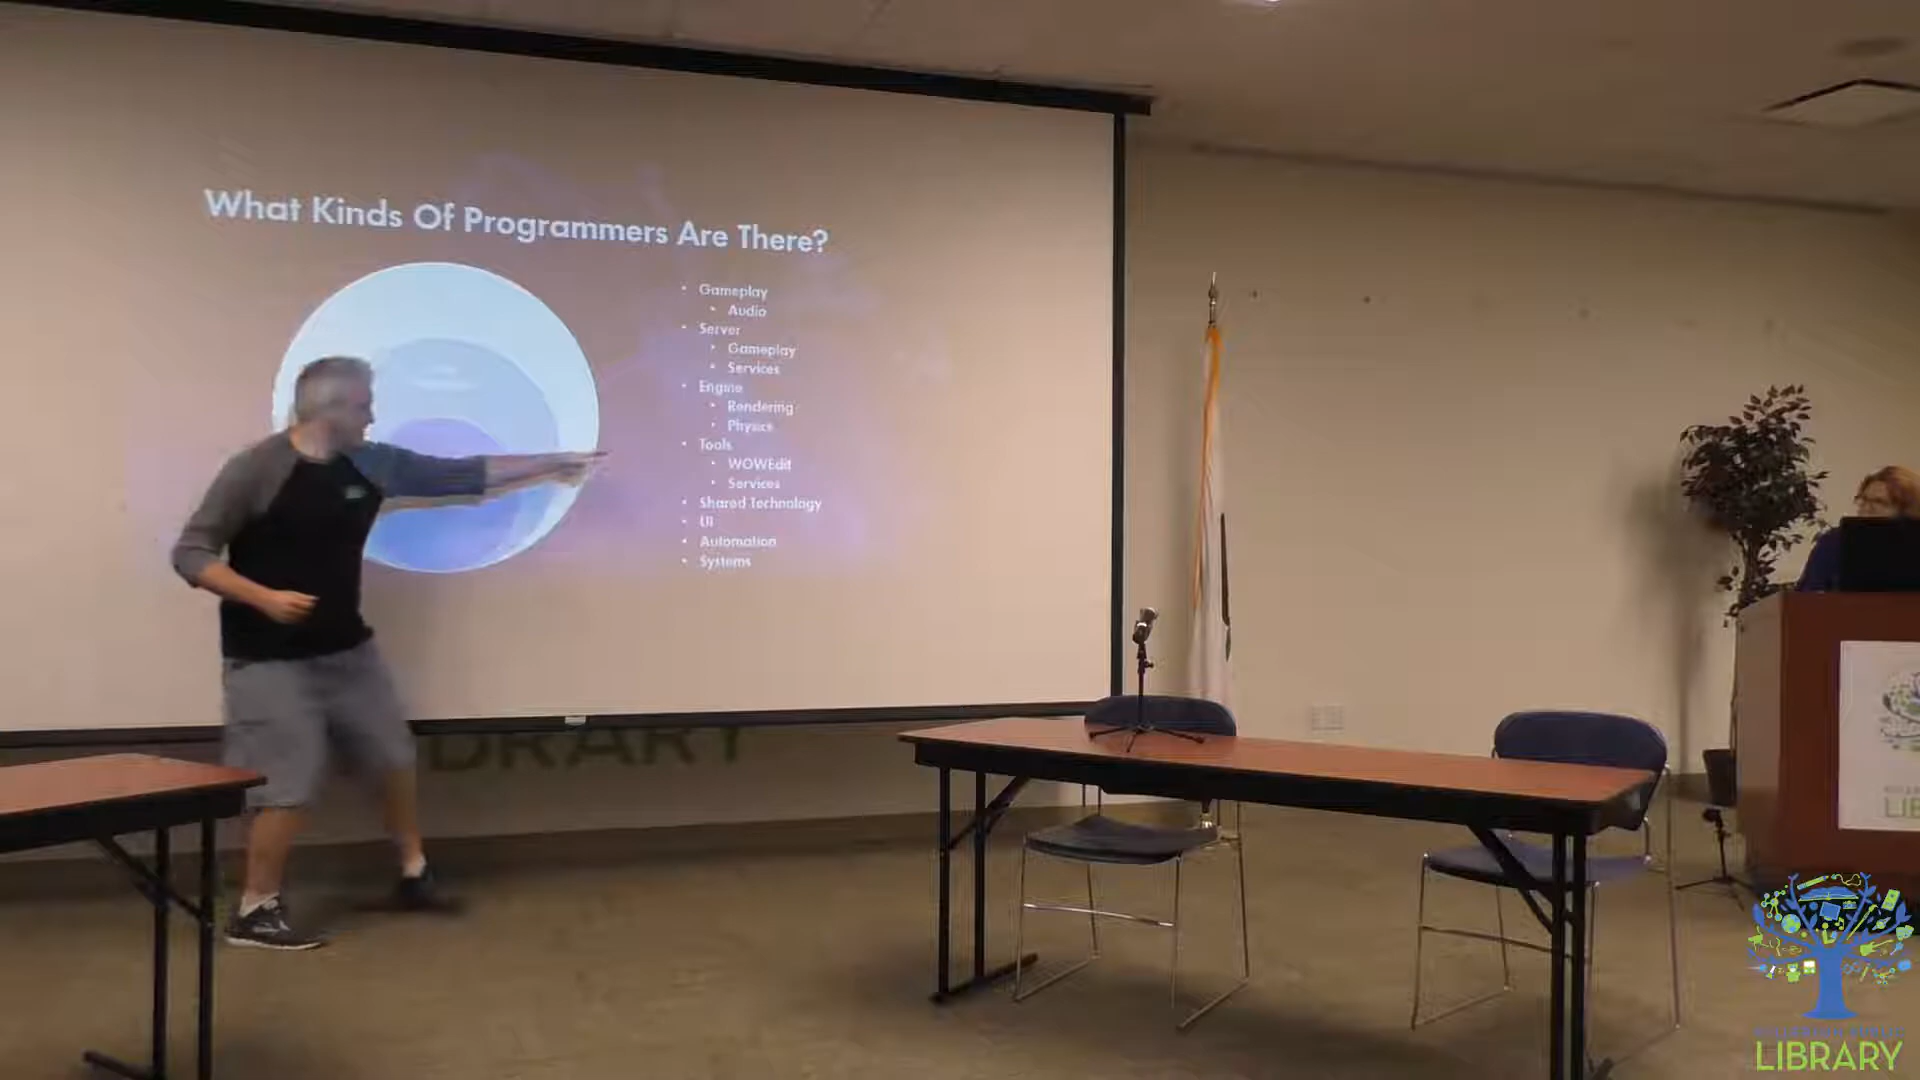 What Kinds Of Programmers Are There?
• Gameplay
• Audio
• Server
• Gameplay
• Services
• Engine
• Rendering
• Physics
• Tools
• WOWEdit
• Services
• Shared Technology
• UI
• Automation
• Systems
LIBRARY
LIB
LIBRARY